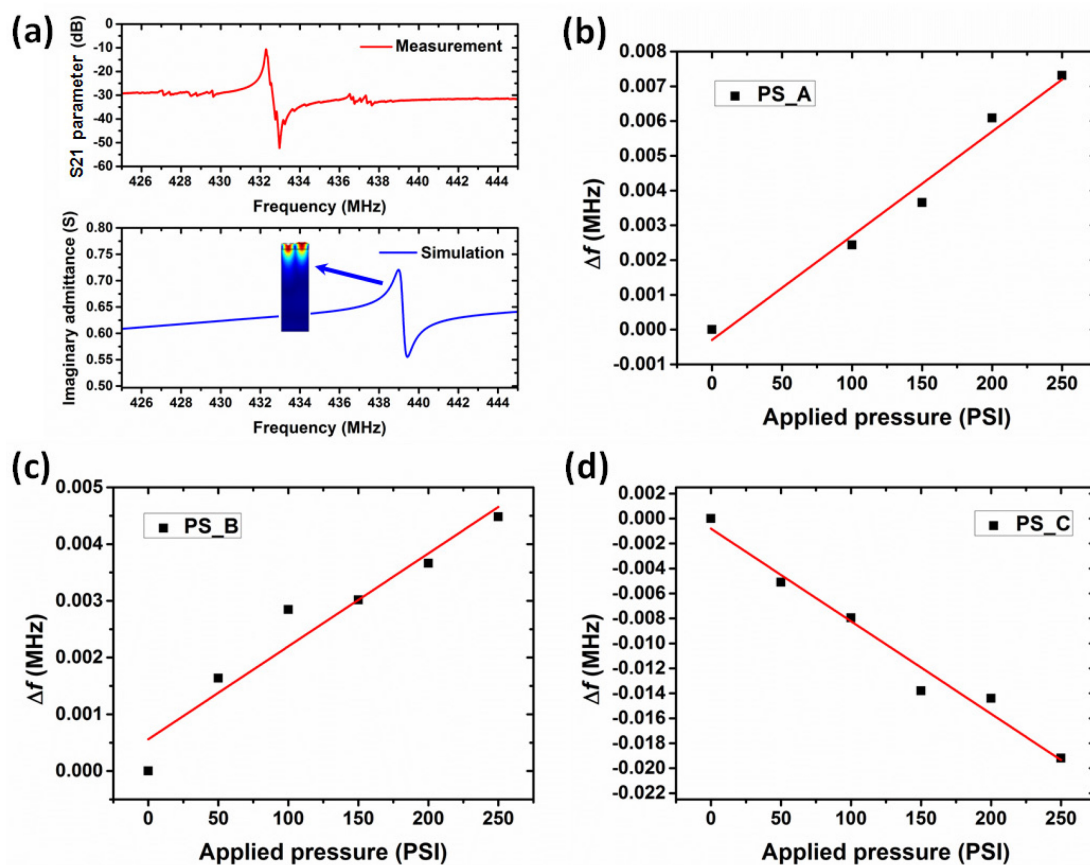 (a)
S21 parameter (dB)
0
-10
-20
-30
-40
-50
-60
Measurement
426 428 430 432 434 436 438 440 442 444
Frequency (MHz)
Imaginary admittance (S)
0.80
0.75
0.70
0.65
0.60
0.55
0.50
Simulation
426 428 430 432 434 436 438 440 442 444
Frequency (MHz)
(b)
Δf (MHz)
0.008
0.007
0.006
0.005
0.004
0.003
0.002
0.001
0.000
-0.001
PS_A
0 50 100 150 200 250
Applied pressure (PSI)
(c)
Δf (MHz)
0.005
0.004
0.003
0.002
0.001
0.000
PS_B
0 50 100 150 200 250
Applied pressure (PSI)
(d)
Δf (MHz)
0.002
0.000
-0.002
-0.004
-0.006
-0.008
-0.010
-0.012
-0.014
-0.016
-0.018
-0.020
-0.022
PS_C
0 50 100 150 200 250
Applied pressure (PSI)